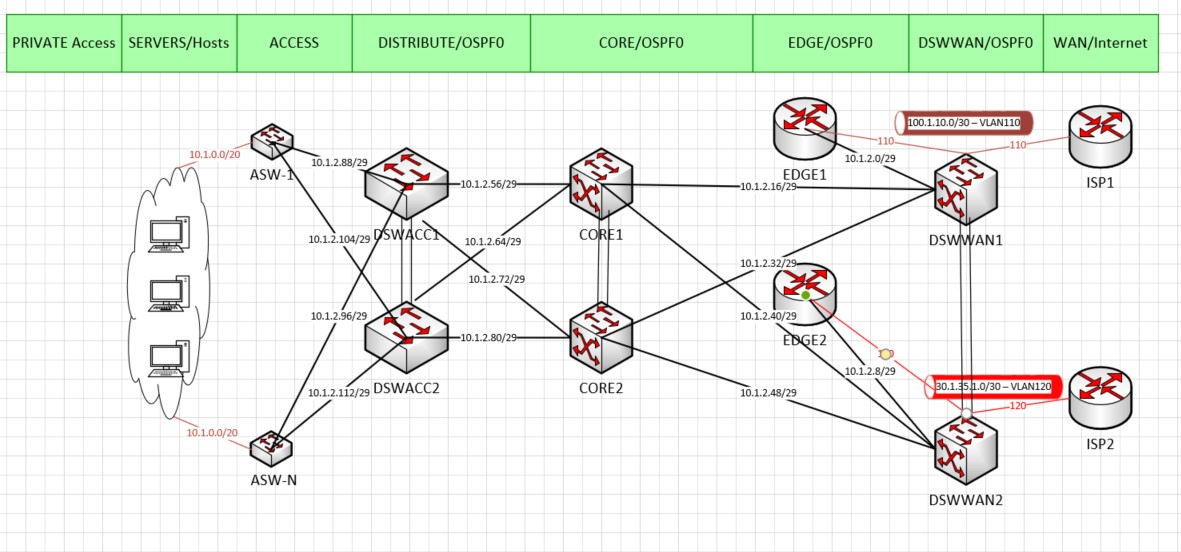 PRIVATE Access
SERVERS/Hosts
ACCESS
DISTRIBUTE/OSPF0
CORE/OSPF0
EDGE/OSPF0
DSWWAN/OSPF0
WAN/Internet
100.1.10.0/30 – VLAN110
110
110
10.1.0.0/20
ASW-1
10.1.2.88/29
10.1.2.0/29
EDGE1
ISP1
10.1.2.56/29
10.1.2.16/29
DSWACC1
CORE1
DSWWAN1
10.1.2.104/29
10.1.2.64/29
10.1.2.72/29
10.1.2.32/29
10.1.2.96/29
10.1.2.40/29
10.1.2.80/29
EDGE2
10.1.2.8/29
DSWACC2
CORE2
30.1.35.1.0/30 – VLAN120
10.1.2.112/29
10.1.2.48/29
120
10.1.0.0/20
ISP2
ASW-N
DSWWAN2